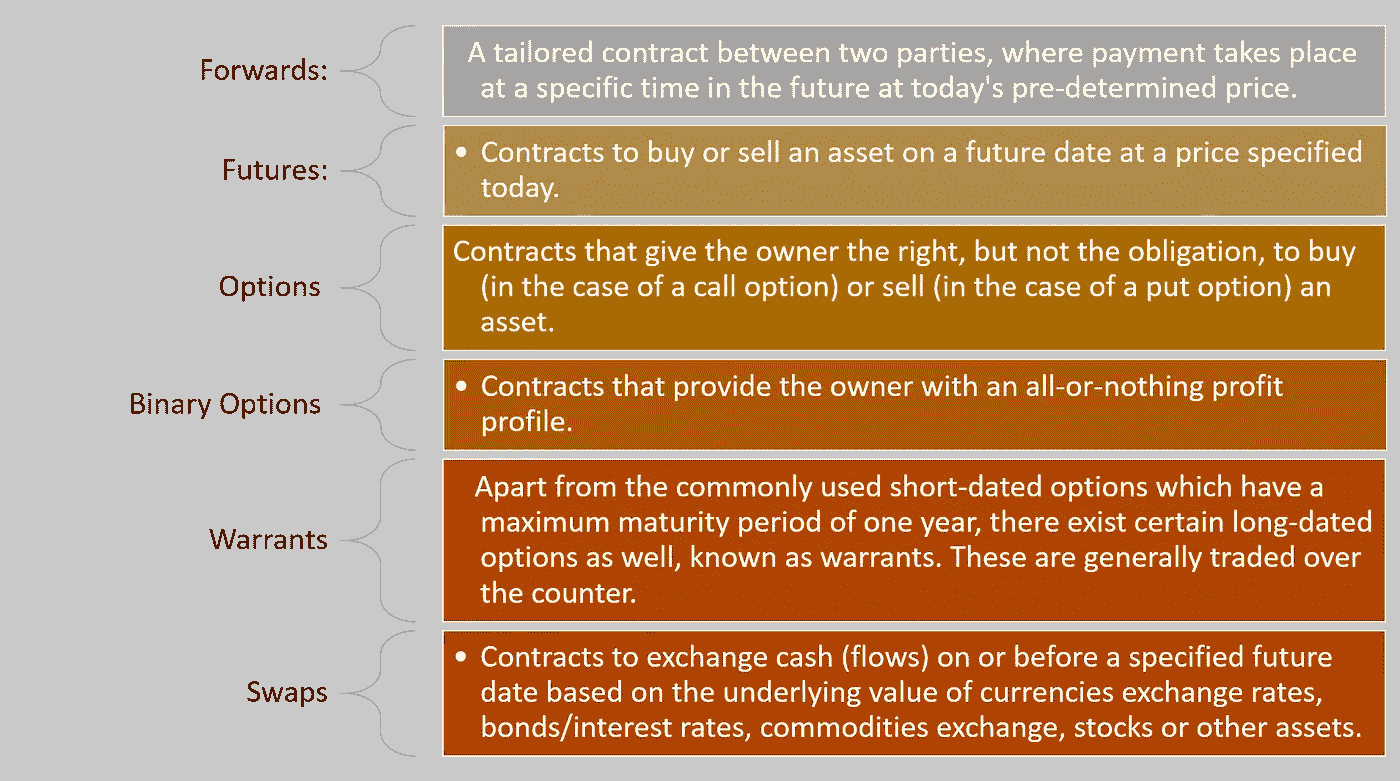 Forwards:
A tailored contract between two parties, where payment takes place
at a specific time in the future at today's pre-determined price.
Futures:
• Contracts to buy or sell an asset on a future date at a price specified
today.
Options
Contracts that give the owner the right, but not the obligation, to buy
(in the case of a call option) or sell (in the case of a put option) an
asset.
Binary Options
• Contracts that provide the owner with an all-or-nothing profit
profile.
Warrants
Apart from the commonly used short-dated options which have a
maximum maturity period of one year, there exist certain long-dated
options as well, known as warrants. These are generally traded over
the counter.
Swaps
• Contracts to exchange cash (flows) on or before a specified future
date based on the underlying value of currencies exchange rates,
bonds/interest rates, commodities exchange, stocks or other assets.